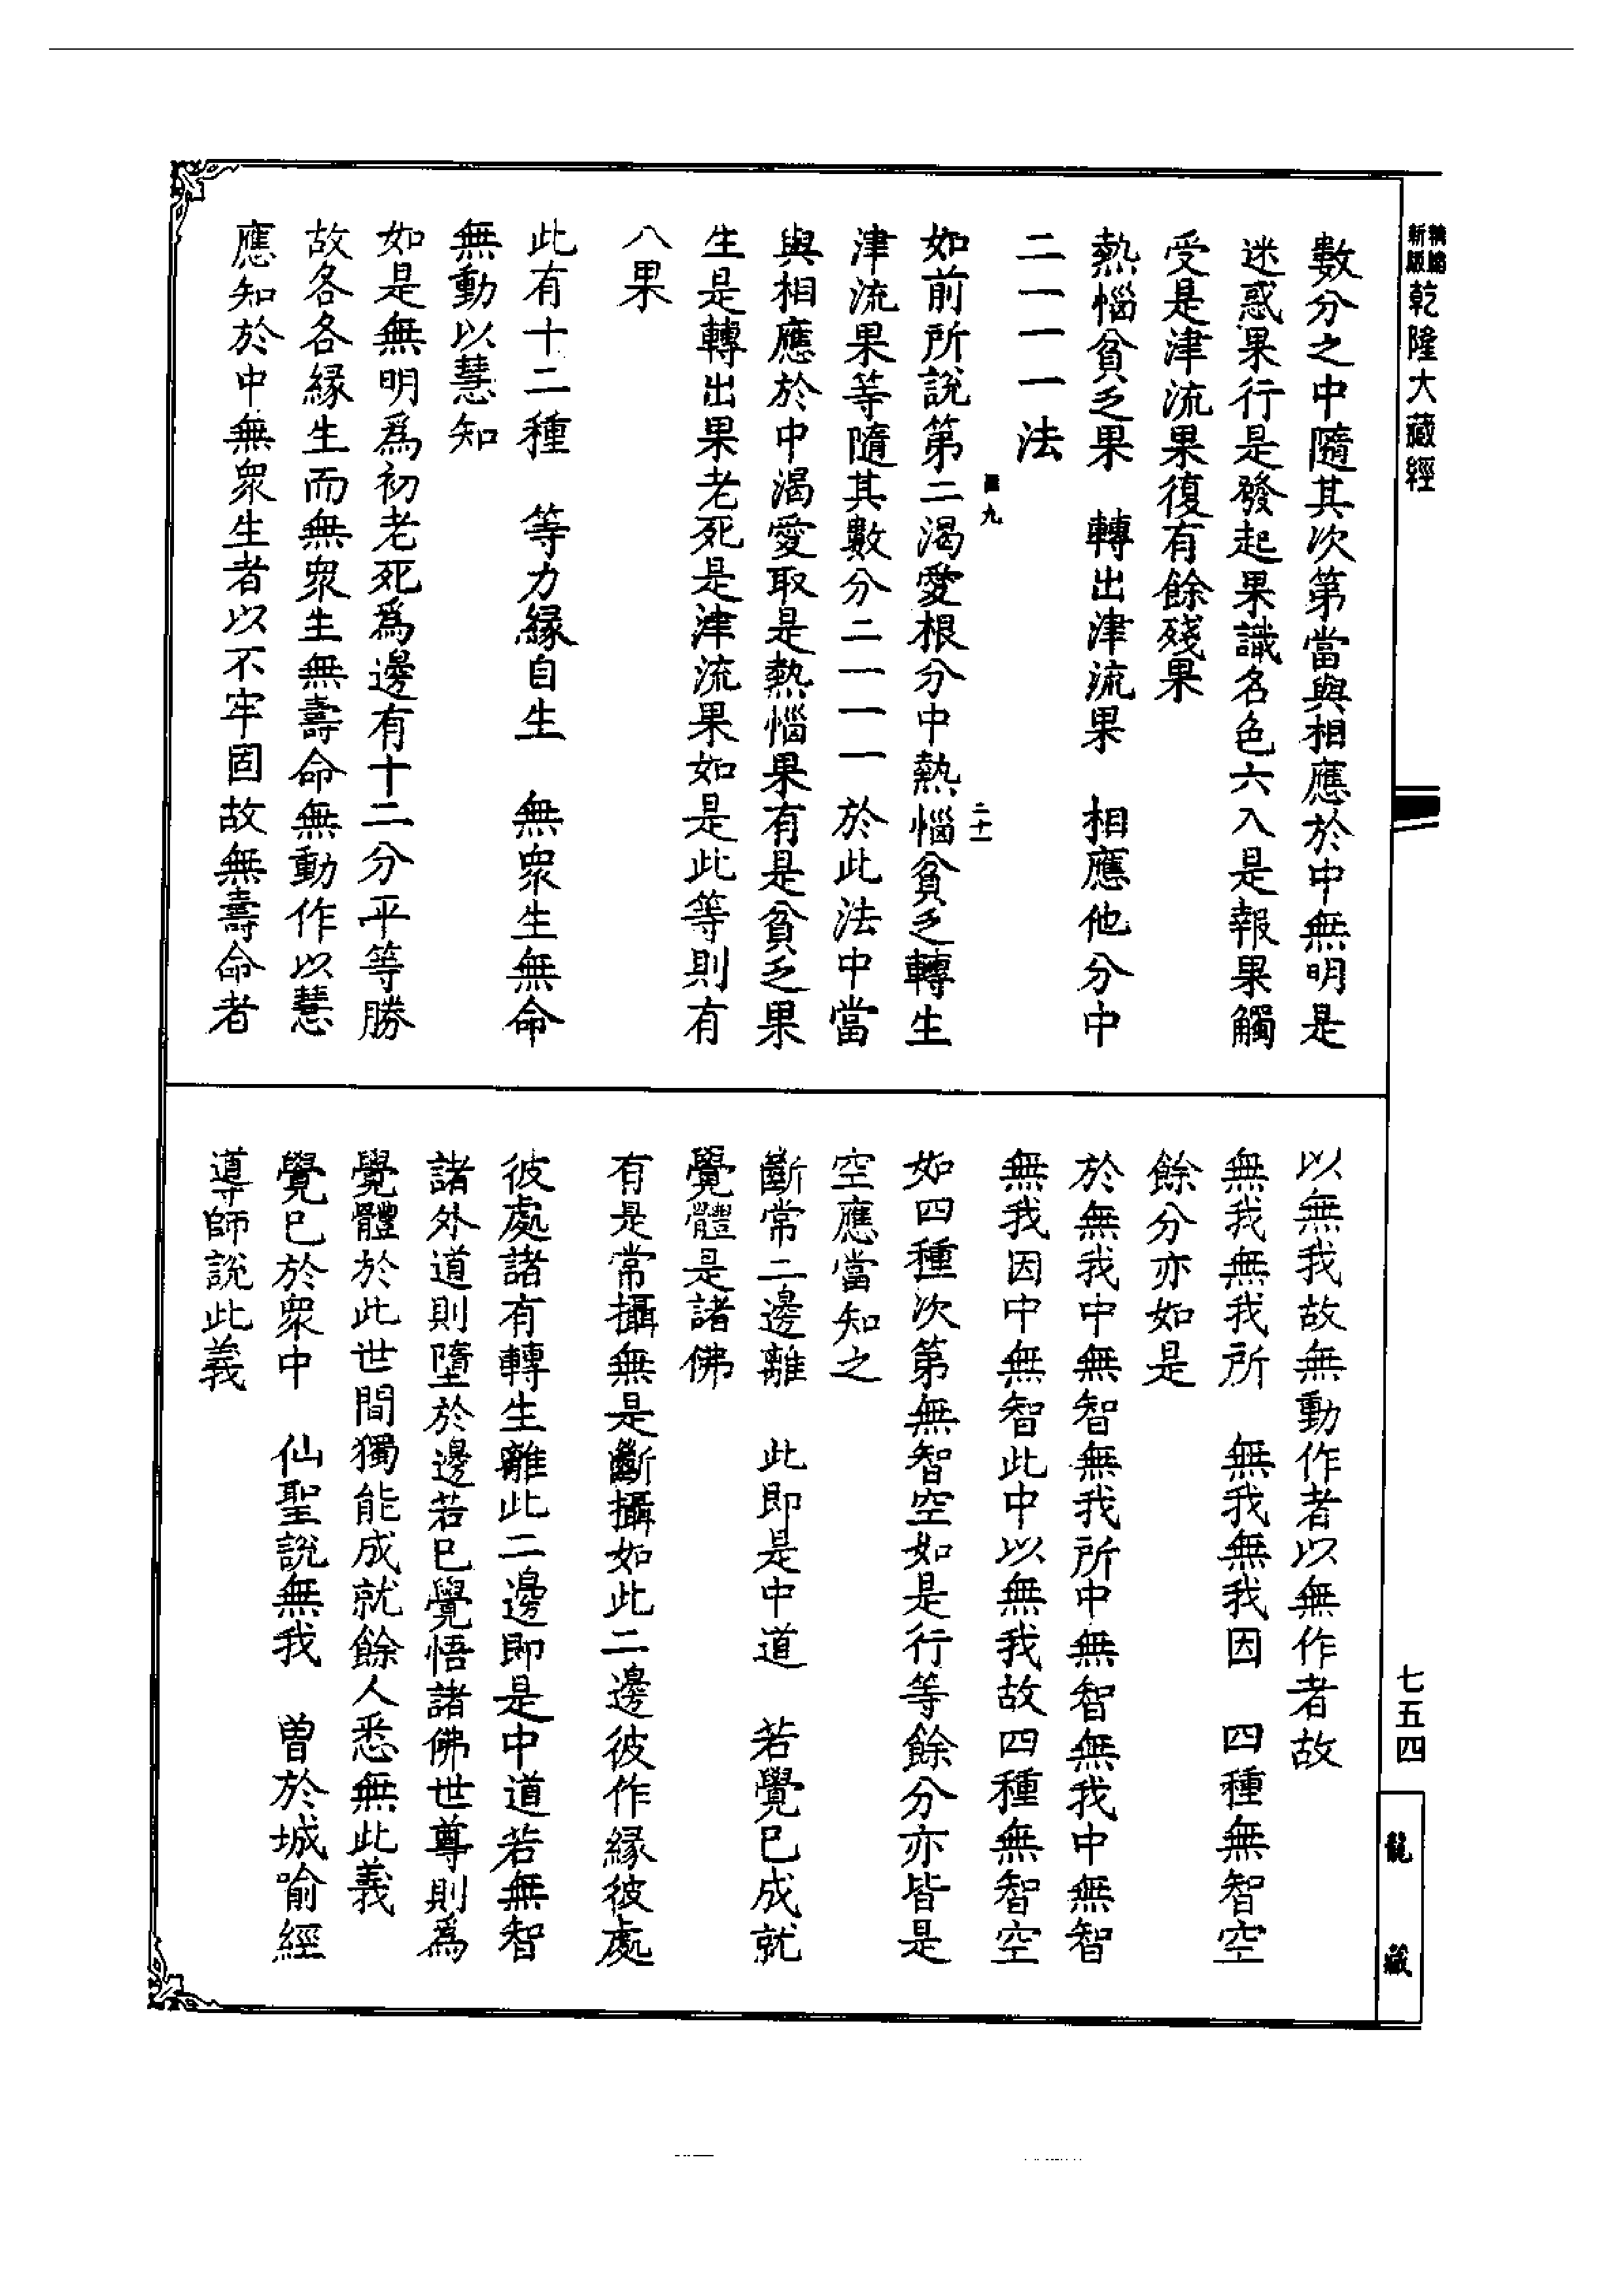 乾隆大藏經
七五四
龍藏
數分之中隨其次第當與相應於中無明是
迷惑果行是發起果識名色六入是報果觸
受是津流果復有餘殘果
熱惱貧乏果　轉出津流果　相應他分中
二一一一法
九
二十一
如前所說第二渴愛根分中熱惱貧乏轉生
津流果等隨其數分二一一一於此法中當
與相應於中渴愛取是熱惱果有是貧乏果
生是轉出果老死是津流果如是此等則有
八果
此有十二種　等力緣自生　無衆生無命
無動以慧知
如是無明爲初老死爲邊有十二分平等勝
故各各緣生而無衆生無壽命無動作以慧
應知於中無衆生者以不牢固故無壽命者
以無我故無動作者以無作者故
無我無我所　無我無我因　四種無智空
餘分亦如是
於無我中無智無我所中無智無我中無智
無我因中無智此中以無我故四種無智空
如四種次第無智空如是行等餘分亦皆是
空應當知之
斷常二邊離　此即是中道　若覺已成就
覺體是諸佛
有是常攝無是斷攝如此二邊彼作緣彼處
彼處諸有轉生離此二邊即是中道若無智
諸外道則墮於邊若已覺悟諸佛世尊則爲
覺體於此世間獨能成就餘人悉無此義
覺已於衆中　仙聖說無我　曽於城喻經
導師說此義